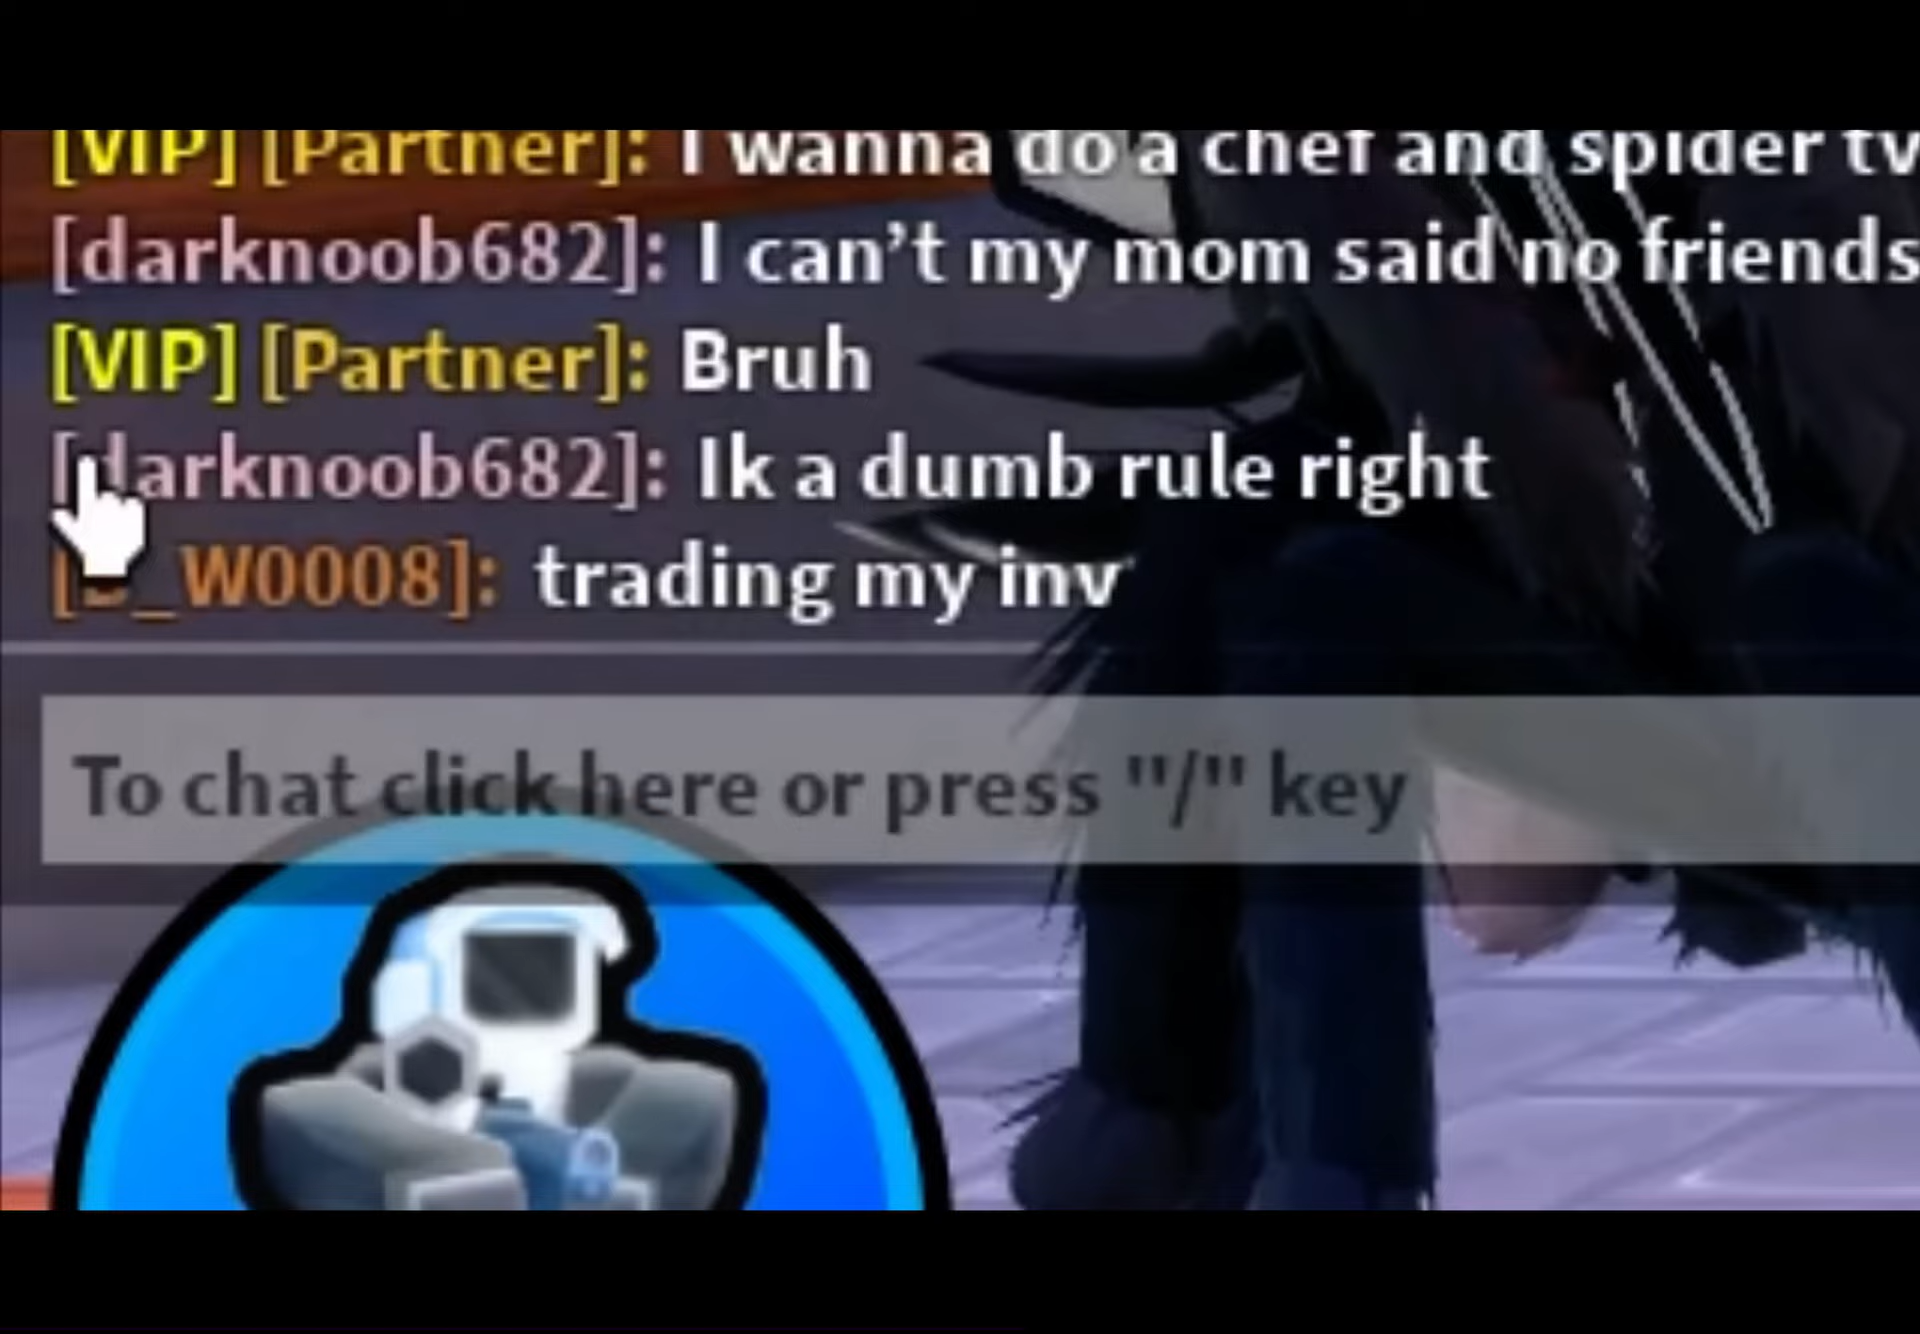 [VIP] [Partner]: I wanna do a chef and spider tv
[darknoob682]: I can't my mom said no friends
[VIP] [Partner]: Bruh
[darknoob682]: Ik a dumb rule right
_W0008]: trading my inv
To chat click here or press "/" key